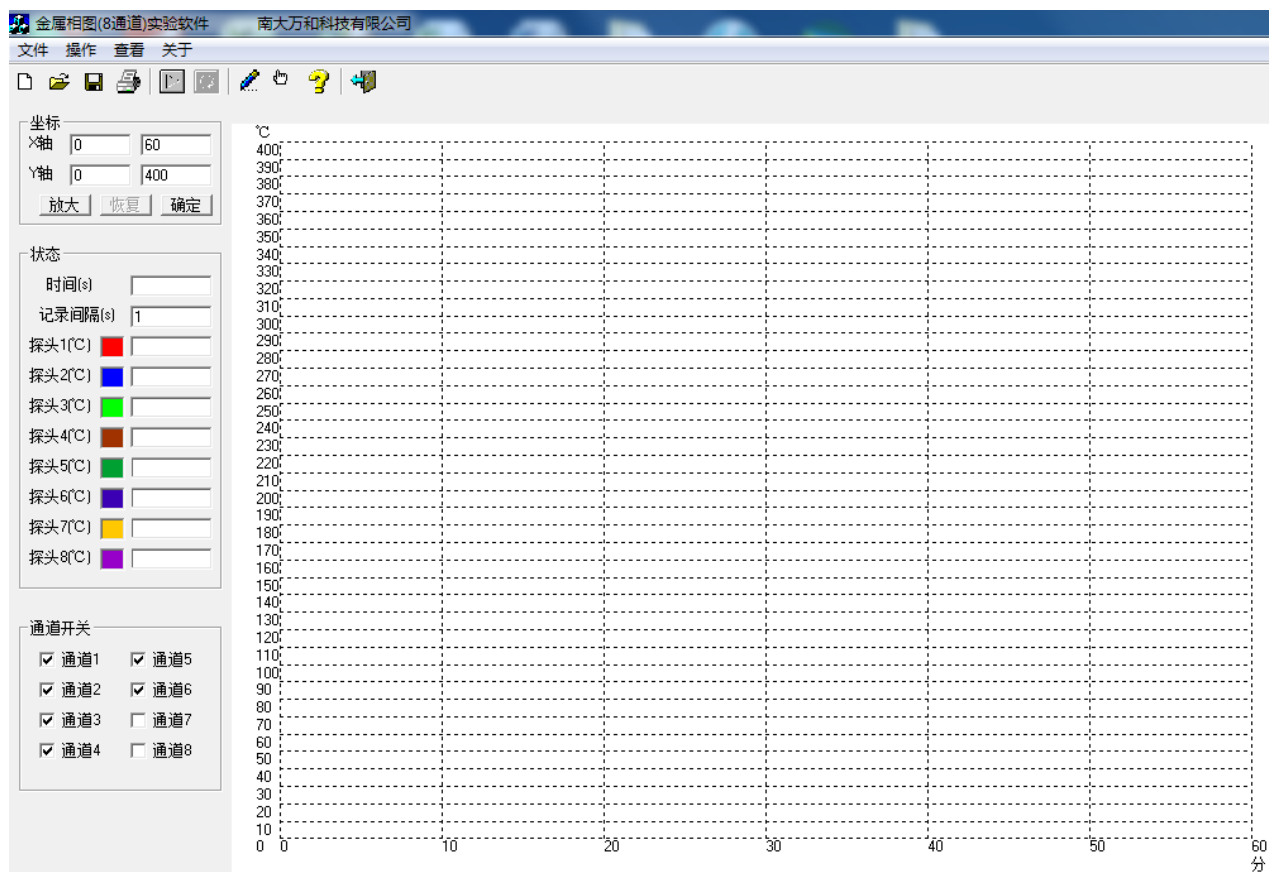 金属相图(8通道)实验软件 南大万和科技有限公司
文件 操作 查看 关于
坐标
X轴 0 60
Y轴 0 400
放大 恢复 确定
状态
时间(s)
记录间隔(s) 1
探头1(℃)
探头2(℃)
探头3(℃)
探头4(℃)
探头5(℃)
探头6(℃)
探头7(℃)
探头8(℃)
通道开关
通道1 通道5
通道2 通道6
通道3 通道7
通道4 通道8
℃
400
390
380
370
360
350
340
330
320
310
300
290
280
270
260
250
240
230
220
210
200
190
180
170
160
150
140
130
120
110
100
90
80
70
60
50
40
30
20
10
0 0 10 20 30 40 50 60
分